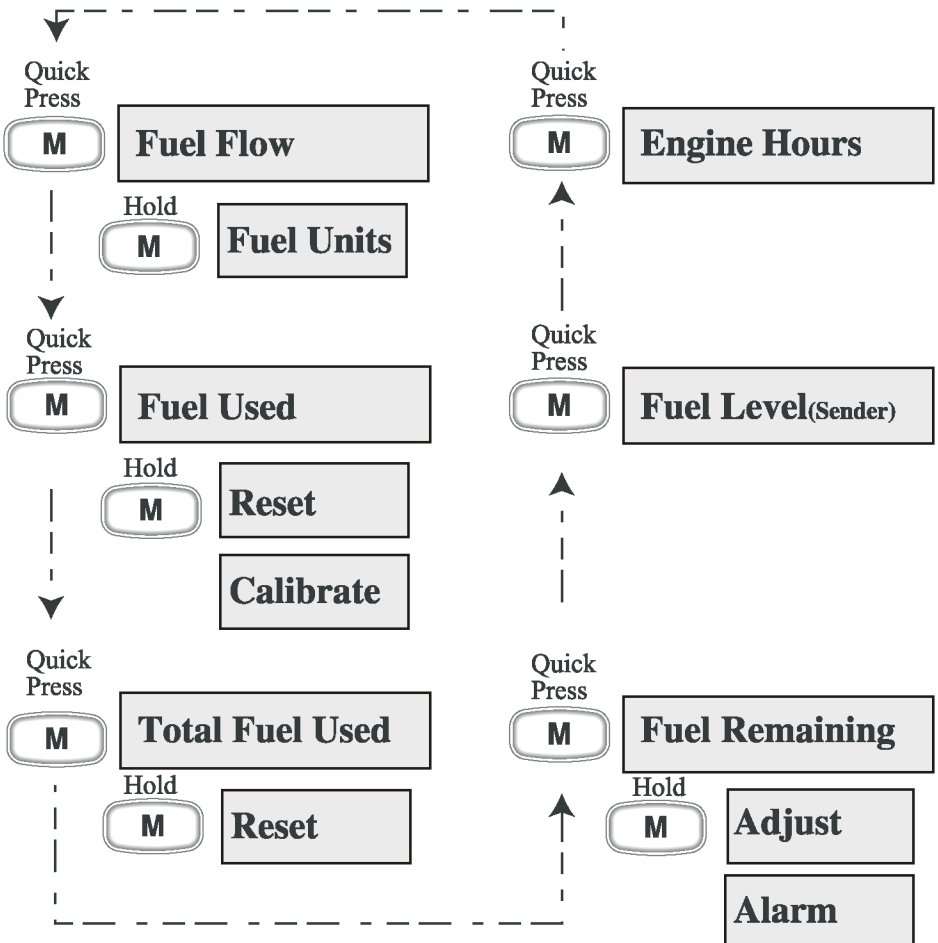 Quick
Press
M
Fuel Flow
Hold
M
Fuel Units
Quick
Press
M
Fuel Used
Hold
M
Reset
Calibrate
Quick
Press
M
Total Fuel Used
Hold
M
Reset
Quick
Press
M
Fuel Remaining
Hold
M
Adjust
Alarm
Quick
Press
M
Fuel Level(Sender)
Quick
Press
M
Engine Hours